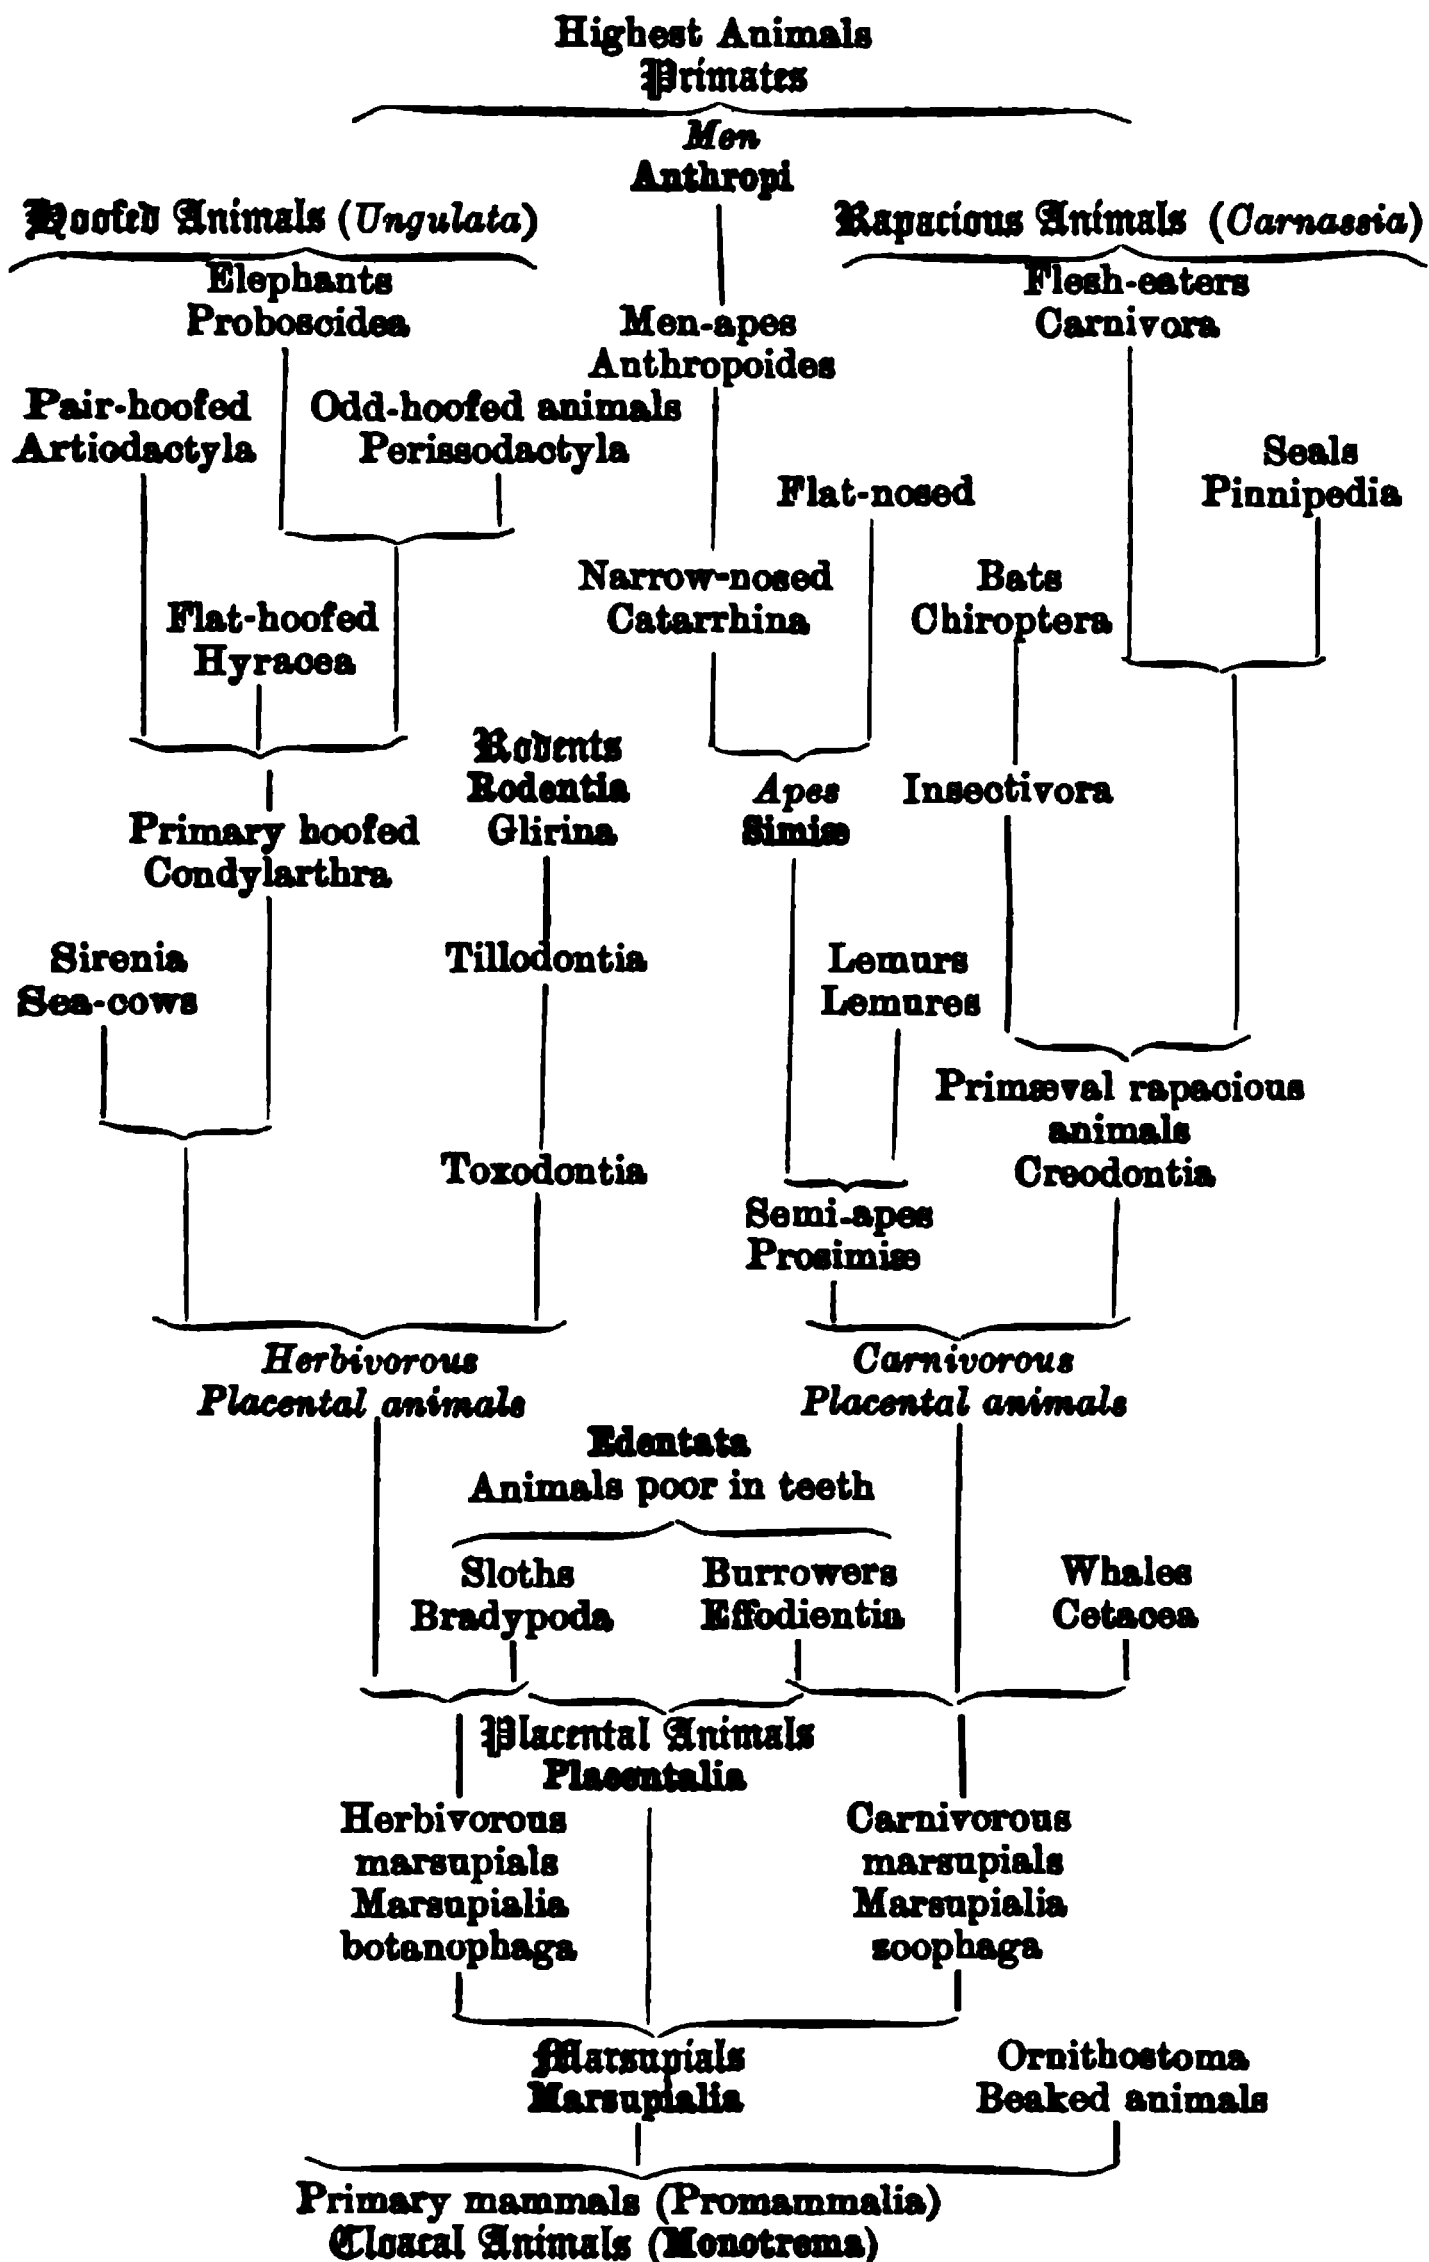 Highest Animals
Primates
Men
Anthropi
Hoofed Animals (Ungulata)
Rapacious Animals (Carnassia)
Elephants
Proboscidea
Flesh-eaters
Carnivora
Men-apes
Anthropoides
Pair-hoofed
Artiodactyla
Odd-hoofed animals
Perissodactyla
Seals
Pinnipedia
Flat-nosed
Narrow-nosed
Catarrhina
Bats
Chiroptera
Flat-hoofed
Hyracea
Rodents
Rodentia
Glirina
Apes
Simiæ
Insectivora
Primary hoofed
Condylarthra
Sirenia
Sea-cows
Tillodontia
Lemurs
Lemures
Primæval rapacious
animals
Creodontia
Toxodontia
Semi-apes
Prosimiæ
Herbivorous
Placental animals
Carnivorous
Placental animals
Edentata
Animals poor in teeth
Sloths
Bradypoda
Burrowers
Effodientia
Whales
Cetacea
Placental Animals
Placentalia
Herbivorous
marsupials
Marsupialia
botanophaga
Carnivorous
marsupials
Marsupialia
zoophaga
Marsupials
Marsupialia
Ornithostoma
Beaked animals
Primary mammals (Promammalia)
Cloacal Animals (Monotrema)